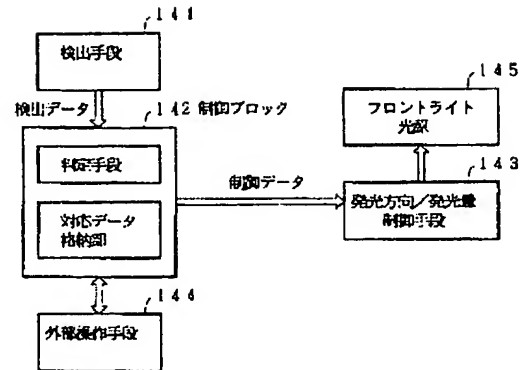 141
検出手段
検出データ
142 制御ブロック
判定手段
対応データ
格納部
144
外部操作手段
制御データ
145
フロントライト
光源
143
発光方向／発光量
制御手段